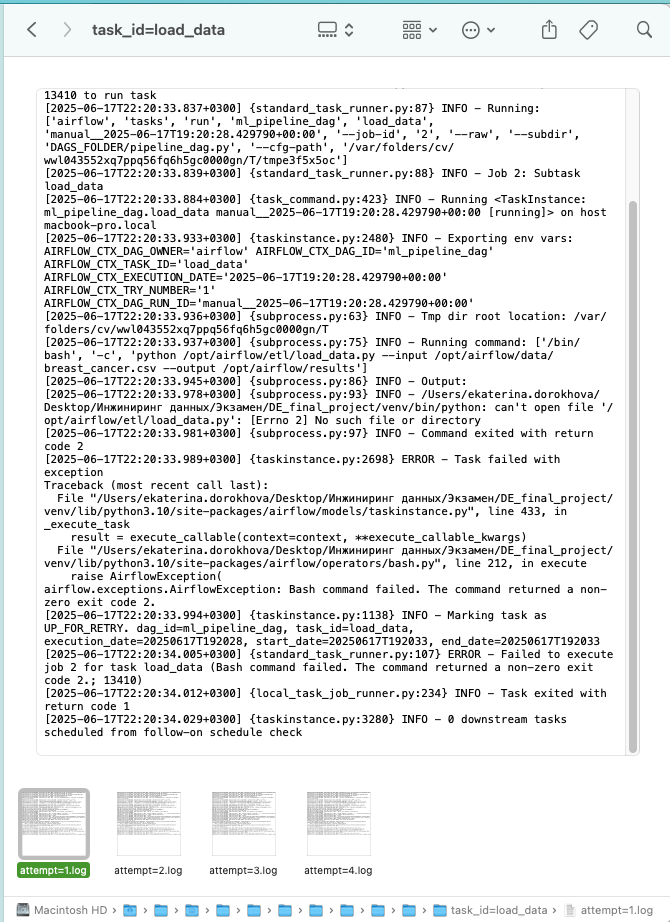 task_id=load_data
13410 to run task
[2025-06-17T22:20:33.837+0300] {standard_task_runner.py:87} INFO - Running:
['airflow', 'tasks', 'run', 'ml_pipeline_dag', 'load_data',
'manual__2025-06-17T19:20:28.429790+00:00', '--job-id', '2', '--raw', '--subdir',
'DAGS_FOLDER/pipeline_dag.py', '--cfg-path', '/var/folders/cv/
wwl043552xq7ppq56fq6h5gc0000gn/T/tmpe3f5x5oc']
[2025-06-17T22:20:33.839+0300] {standard_task_runner.py:88} INFO - Job 2: Subtask
load_data
[2025-06-17T22:20:33.884+0300] {task_command.py:423} INFO - Running <TaskInstance:
ml_pipeline_dag.load_data manual__2025-06-17T19:20:28.429790+00:00 [running]> on host
macbook-pro.local
[2025-06-17T22:20:33.933+0300] {taskinstance.py:2480} INFO - Exporting env vars:
AIRFLOW_CTX_DAG_OWNER='airflow' AIRFLOW_CTX_DAG_ID='ml_pipeline_dag'
AIRFLOW_CTX_TASK_ID='load_data'
AIRFLOW_CTX_EXECUTION_DATE='2025-06-17T19:20:28.429790+00:00'
AIRFLOW_CTX_TRY_NUMBER='1'
AIRFLOW_CTX_DAG_RUN_ID='manual__2025-06-17T19:20:28.429790+00:00'
[2025-06-17T22:20:33.936+0300] {subprocess.py:63} INFO - Tmp dir root location: /var/
folders/cv/wwl043552xq7ppq56fq6h5gc0000gn/T
[2025-06-17T22:20:33.937+0300] {subprocess.py:75} INFO - Running command: ['/bin/
bash', '-c', 'python /opt/airflow/etl/load_data.py --input /opt/airflow/data/
breast_cancer.csv --output /opt/airflow/results']
[2025-06-17T22:20:33.945+0300] {subprocess.py:86} INFO - Output:
[2025-06-17T22:20:33.978+0300] {subprocess.py:93} INFO - /Users/ekaterina.dorokhova/
Desktop/Инжиниринг данных/Экзамен/DE_final_project/venv/bin/python: can't open file '/
opt/airflow/etl/load_data.py': [Errno 2] No such file or directory
[2025-06-17T22:20:33.981+0300] {subprocess.py:97} INFO - Command exited with return
code 2
[2025-06-17T22:20:33.989+0300] {taskinstance.py:2698} ERROR - Task failed with
exception
Traceback (most recent call last):
File "/Users/ekaterina.dorokhova/Desktop/Инжиниринг данных/Экзамен/DE_final_project/
venv/lib/python3.10/site-packages/airflow/models/taskinstance.py", line 433, in
_execute_task
result = execute_callable(context=context, **execute_callable_kwargs)
File "/Users/ekaterina.dorokhova/Desktop/Инжиниринг данных/Экзамен/DE_final_project/
venv/lib/python3.10/site-packages/airflow/operators/bash.py", line 212, in execute
raise AirflowException(
airflow.exceptions.AirflowException: Bash command failed. The command returned a non-
zero exit code 2.
[2025-06-17T22:20:33.994+0300] {taskinstance.py:1138} INFO - Marking task as
UP_FOR_RETRY. dag_id=ml_pipeline_dag, task_id=load_data,
execution_date=20250617T192028, start_date=20250617T192033, end_date=20250617T192033
[2025-06-17T22:20:34.005+0300] {standard_task_runner.py:107} ERROR - Failed to execute
job 2 for task load_data (Bash command failed. The command returned a non-zero exit
code 2.; 13410)
[2025-06-17T22:20:34.012+0300] {local_task_job_runner.py:234} INFO - Task exited with
return code 1
[2025-06-17T22:20:34.029+0300] {taskinstance.py:3280} INFO - 0 downstream tasks
scheduled from follow-on schedule check
attempt=1.log attempt=2.log attempt=3.log attempt=4.log
Macintosh HD task_id=load_data attempt=1.log